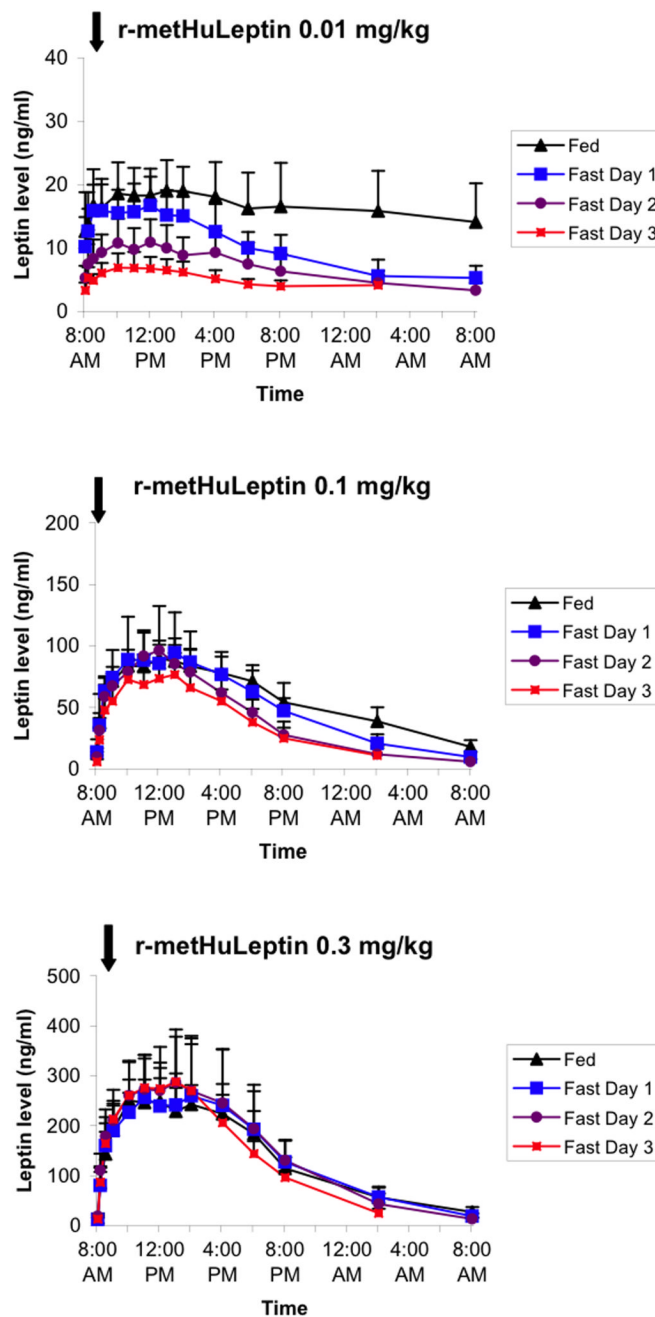 r-metHuLeptin 0.01 mg/kg
Leptin level (ng/ml)
40
30
20
10
0
8:00 12:00 4:00 8:00 12:00 4:00 8:00
AM PM PM PM AM AM AM
Time
Fed
Fast Day 1
Fast Day 2
Fast Day 3
r-metHuLeptin 0.1 mg/kg
Leptin level (ng/ml)
200
150
100
50
0
8:00 12:00 4:00 8:00 12:00 4:00 8:00
AM PM PM PM AM AM AM
Time
Fed
Fast Day 1
Fast Day 2
Fast Day 3
r-metHuLeptin 0.3 mg/kg
Leptin level (ng/ml)
500
400
300
200
100
0
8:00 12:00 4:00 8:00 12:00 4:00 8:00
AM PM PM PM AM AM AM
Time
Fed
Fast Day 1
Fast Day 2
Fast Day 3